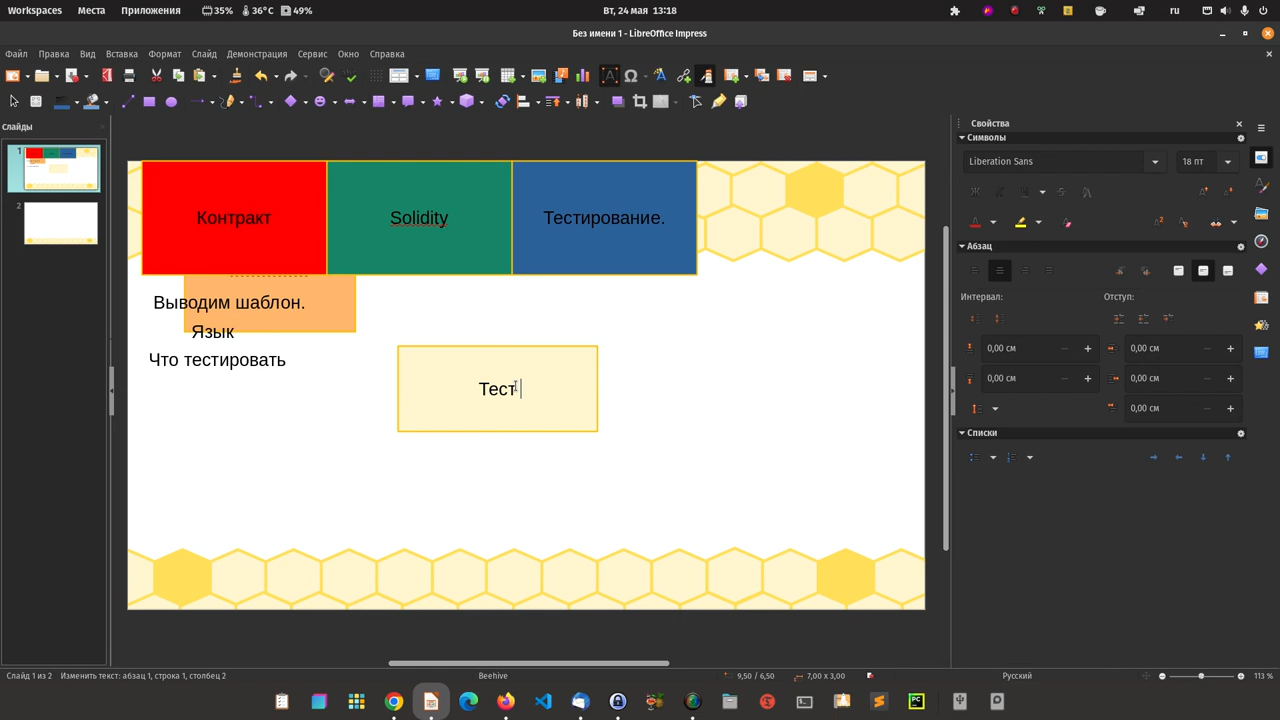 Workspaces Места Приложения 35% 36°C 49% Вт, 24 мая 13:18 ru
Без имени 1 - LibreOffice Impress
Файл Правка Вид Вставка Формат Слайд Демонстрация Сервис Окно Справка
Слайды
1
2
Контракт Solidity Тестирование.
Выводим шаблон.
Язык
Что тестировать
Тест
Свойства
Символы
Liberation Sans 18 пт
Абзац
Интервал: Отступ:
0,00 см 0,00 см
0,00 см 0,00 см
0,00 см
Списки
Слайд 1 из 2 Изменить текст: абзац 1, строка 1, столбец 2 Beehive 9,50 / 6,50 7,00 x 3,00 Русский 113 %